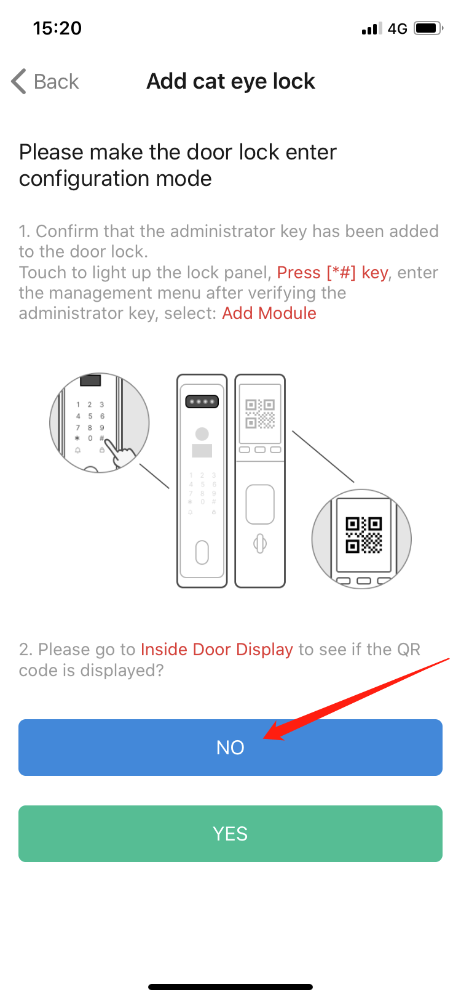 15:20
4G
Back
Add cat eye lock
Please make the door lock enter
configuration mode
1. Confirm that the administrator key has been added
to the door lock.
Touch to light up the lock panel, Press [*#] key, enter
the management menu after verifying the
administrator key, select: Add Module
1 2 3
4 5 6
7 8 9
* 0 #
1 2 3
4 5 6
7 8 9
* 0 #
2. Please go to Inside Door Display to see if the QR
code is displayed?
NO
YES